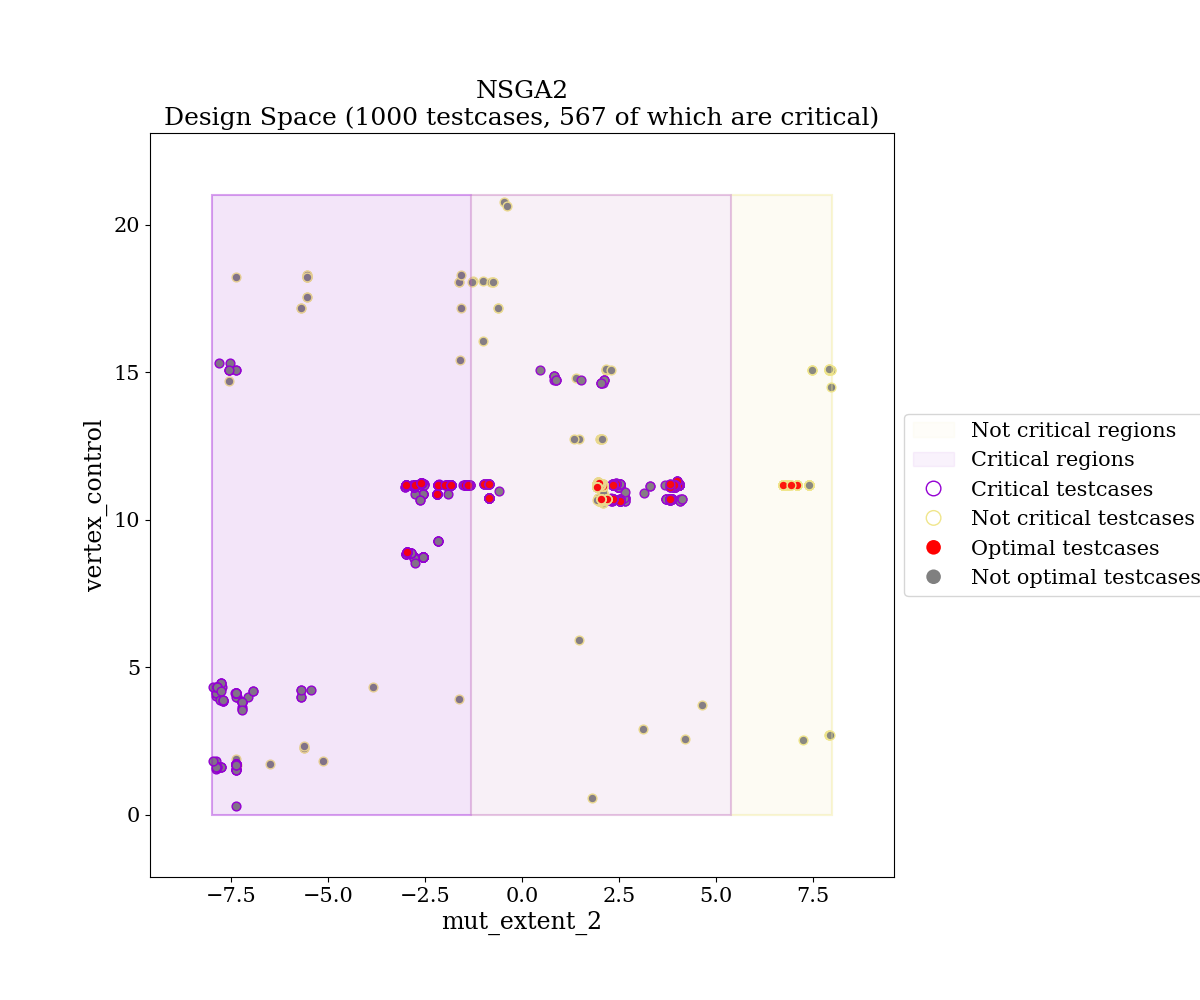 NSGA2
Design Space (1000 testcases, 567 of which are critical)
vertex_control
20
15
10
5
0
−7.5
−5.0
−2.5
0.0
2.5
5.0
7.5
mut_extent_2
Not critical regions
Critical regions
Critical testcases
Not critical testcases
Optimal testcases
Not optimal testcases